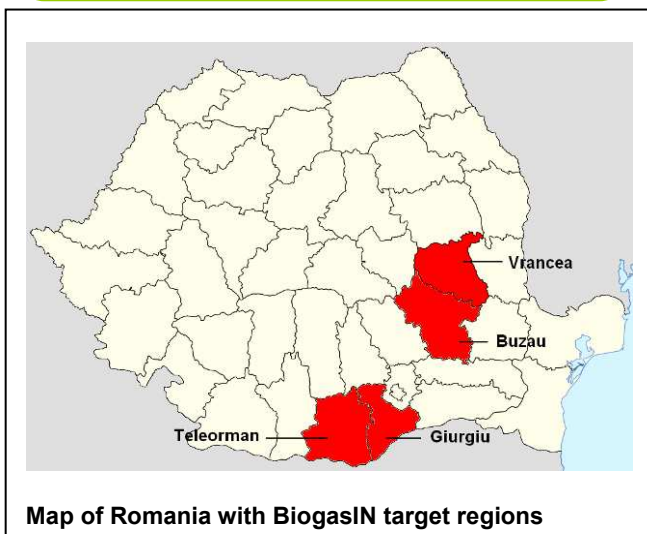 Vrancea
Buzau
Teleorman
Giurgiu
Map of Romania with BiogasIN target regions